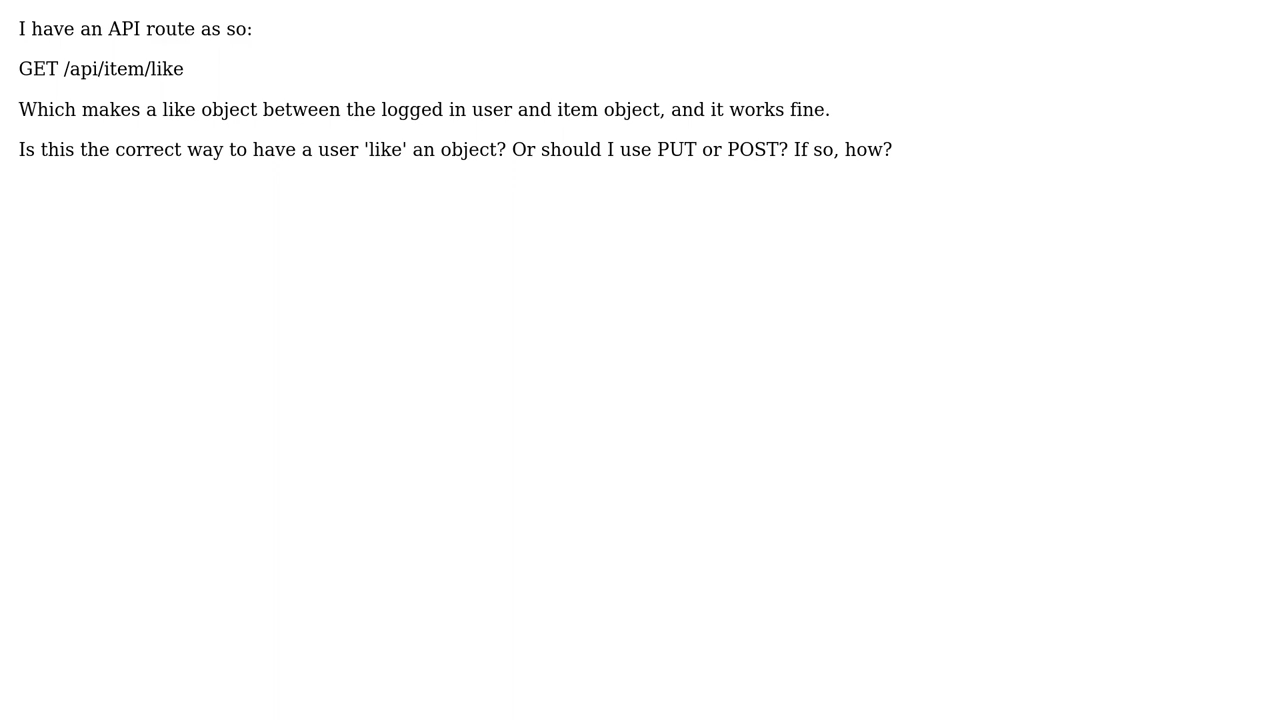 I have an API route as so:
GET /api/item/like
Which makes a like object between the logged in user and item object, and it works fine.
Is this the correct way to have a user 'like' an object? Or should I use PUT or POST? If so, how?